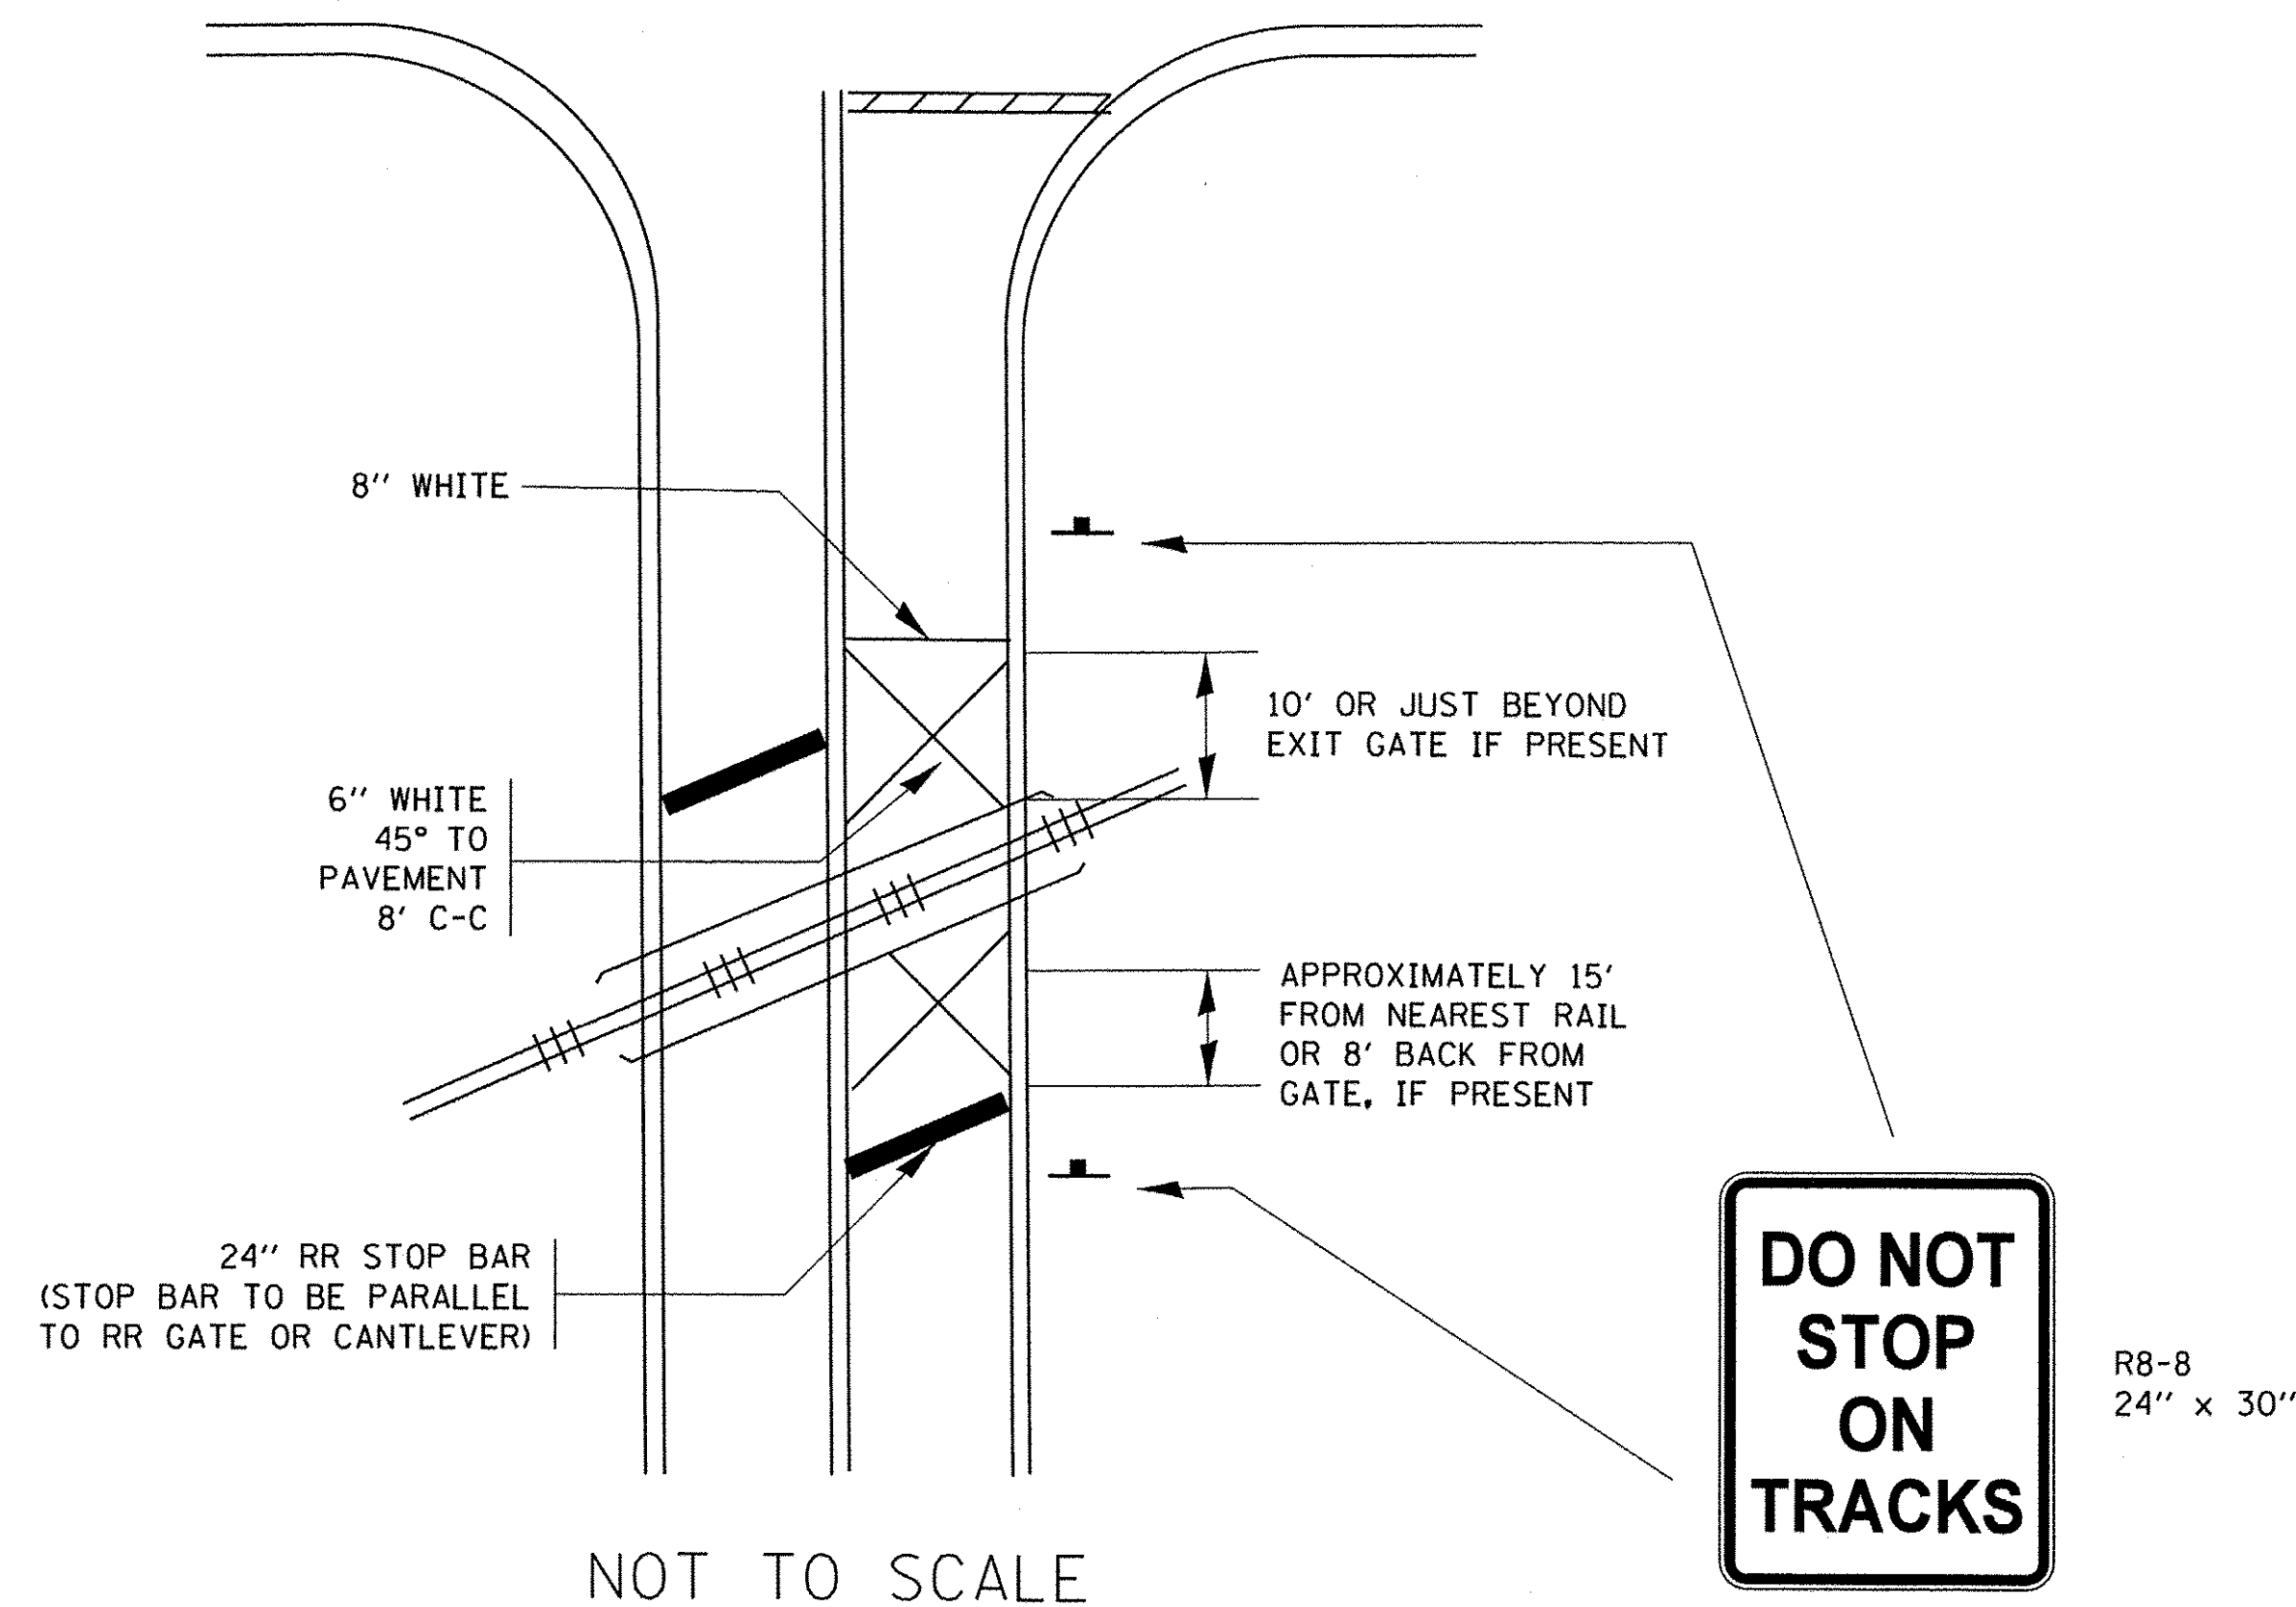 8'' WHITE
10' OR JUST BEYOND
EXIT GATE IF PRESENT
6'' WHITE
45° TO
PAVEMENT
8' C-C
APPROXIMATELY 15'
FROM NEAREST RAIL
OR 8' BACK FROM
GATE, IF PRESENT
24'' RR STOP BAR
(STOP BAR TO BE PARALLEL
TO RR GATE OR CANTLEVER)
DO NOT
STOP
ON
TRACKS
R8-8
24'' x 30''
NOT TO SCALE